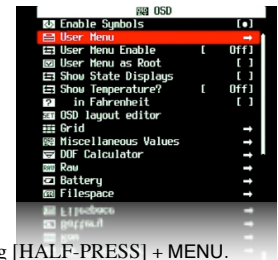 OSD
Enable Symbols [•]
User Menu →
User Menu Enable [ Off]
User Menu as Root [ ]
Show State Displays [ ]
Show Temperature? [ Off]
in Fahrenheit [ ]
OSD layout editor →
Grid →
Miscellaneous Values →
DOF Calculator →
Raw →
Battery →
Filespace →
g [HALF-PRESS] + MENU.